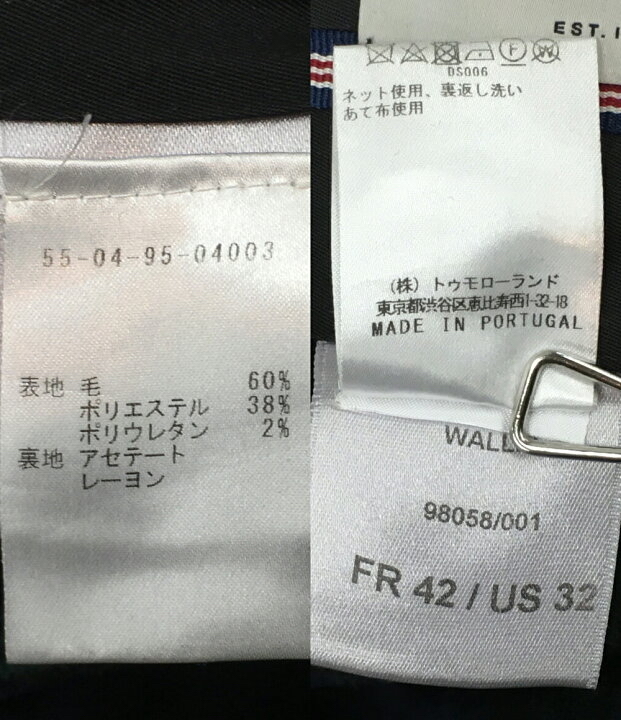 55-04-95-04003
表地 毛 60%
ポリエステル 38%
ポリウレタン 2%
裏地 アセテート
レーヨン
EST.
DS006
ネット使用、裏返し洗い
あて布使用
(株) トゥモローランド
東京都渋谷区恵比寿西1-32-18
MADE IN PORTUGAL
98058/001
FR 42 / US 32